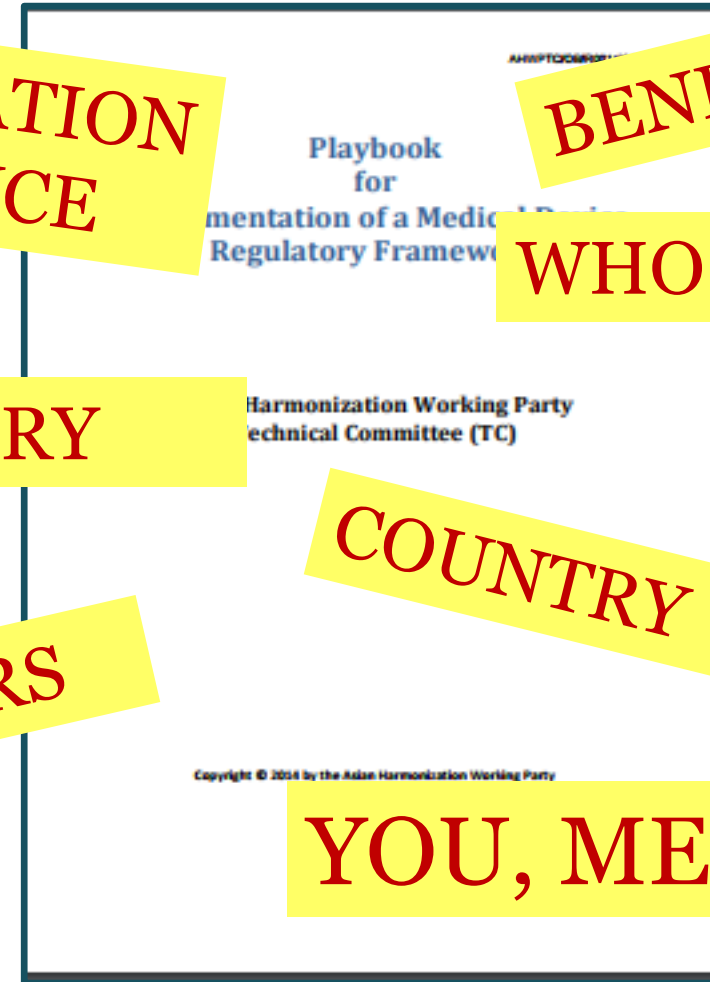 ATION
CE
BEN
Playbook
for
mentation of a Medic
Regulatory Framew
WHO
RY
Harmonization Working Party
echnical Committee (TC)
COUNTRY
RS
Copyright © 2014 by the Asian Harmonization Working Party
YOU, ME